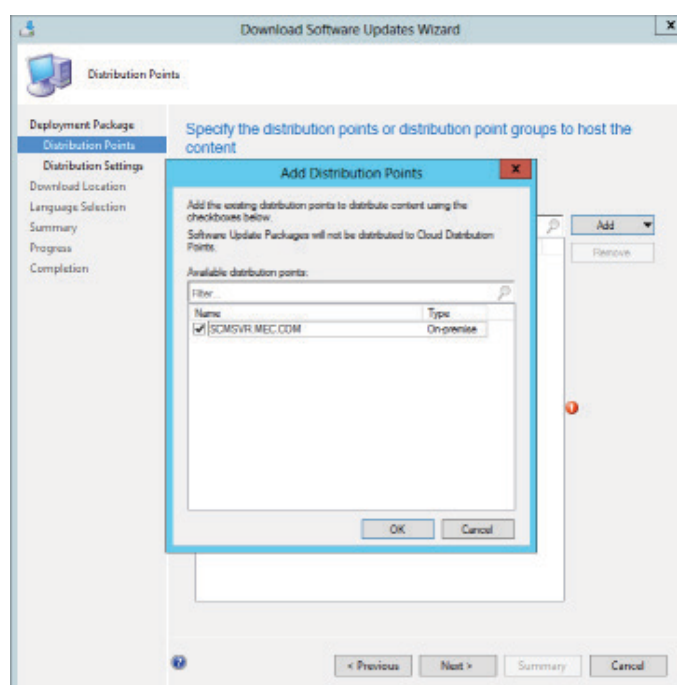 Download Software Updates Wizard
x
Distribution Points
Deployment Package
Distribution Points
Distribution Settings
Download Location
Language Selection
Summary
Progress
Completion
Specify the distribution points or distribution point groups to host the
content
Add
Remove
Add Distribution Points
x
Add the existing distribution points to distribute content using the
checkboxes below.
Software Update Packages will not be distributed to Cloud Distribution
Points.
Available distribution points:
Filter...
Name Type
SCMSVR.MEC.COM On-premise
OK Cancel
< Previous Next > Summary Cancel